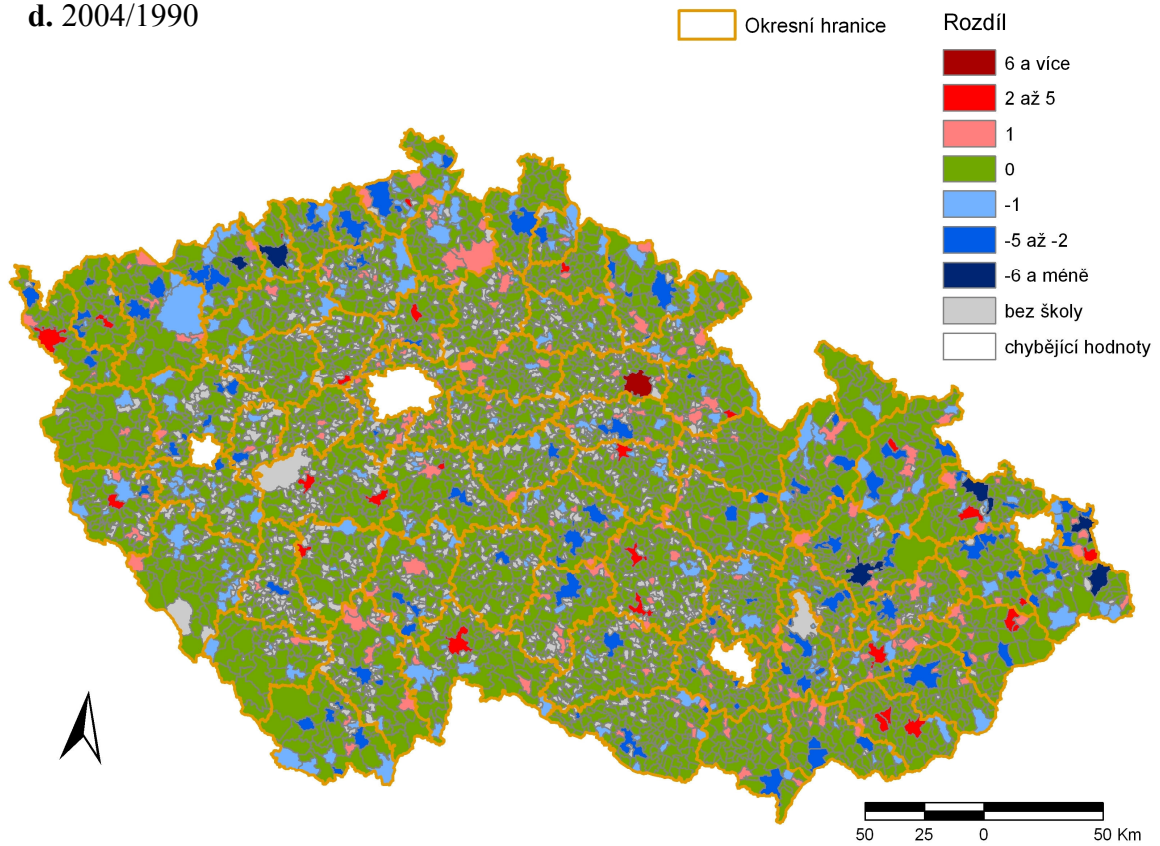 d. 2004/1990
Okresní hranice
Rozdíl
6 a více
2 až 5
1
0
-1
-5 až -2
-6 a méně
bez školy
chybějící hodnoty
50 25 0 50 Km